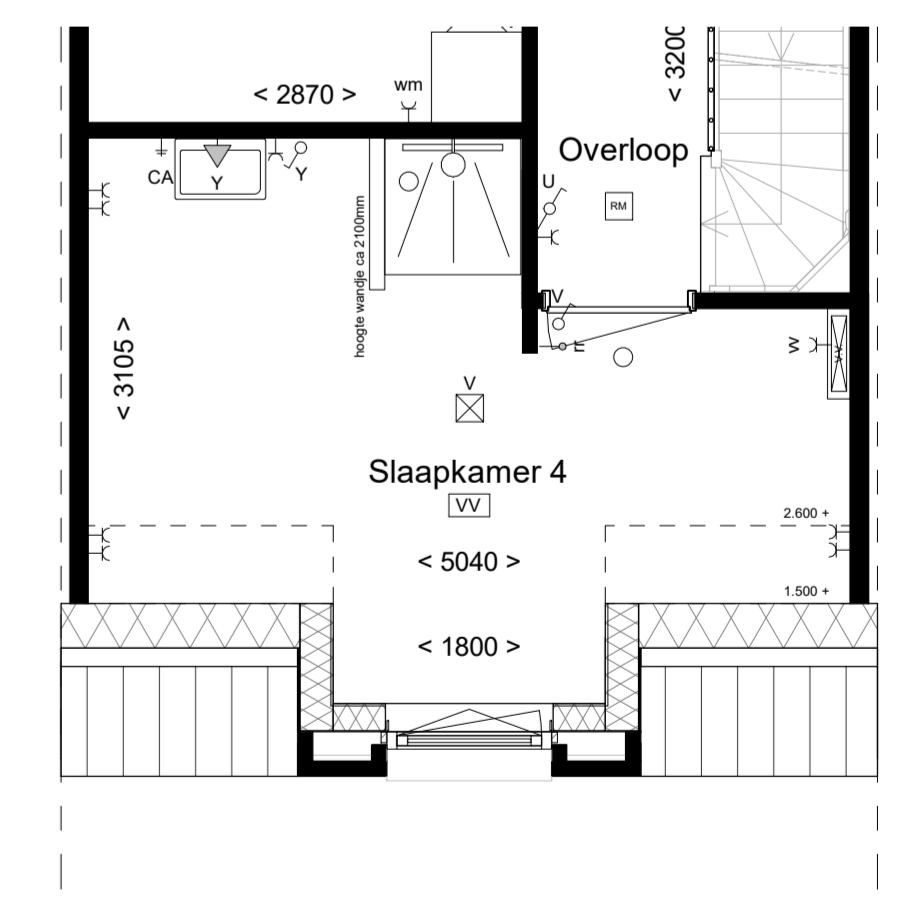 < 3200
wm
< 2870 >
Overloop
CA
Y
Y
U
RM
hoogte wandje ca 2100mm
V
E
W
< 3105 >
V
Slaapkamer 4
VV
2.600 +
< 5040 >
1.500 +
< 1800 >